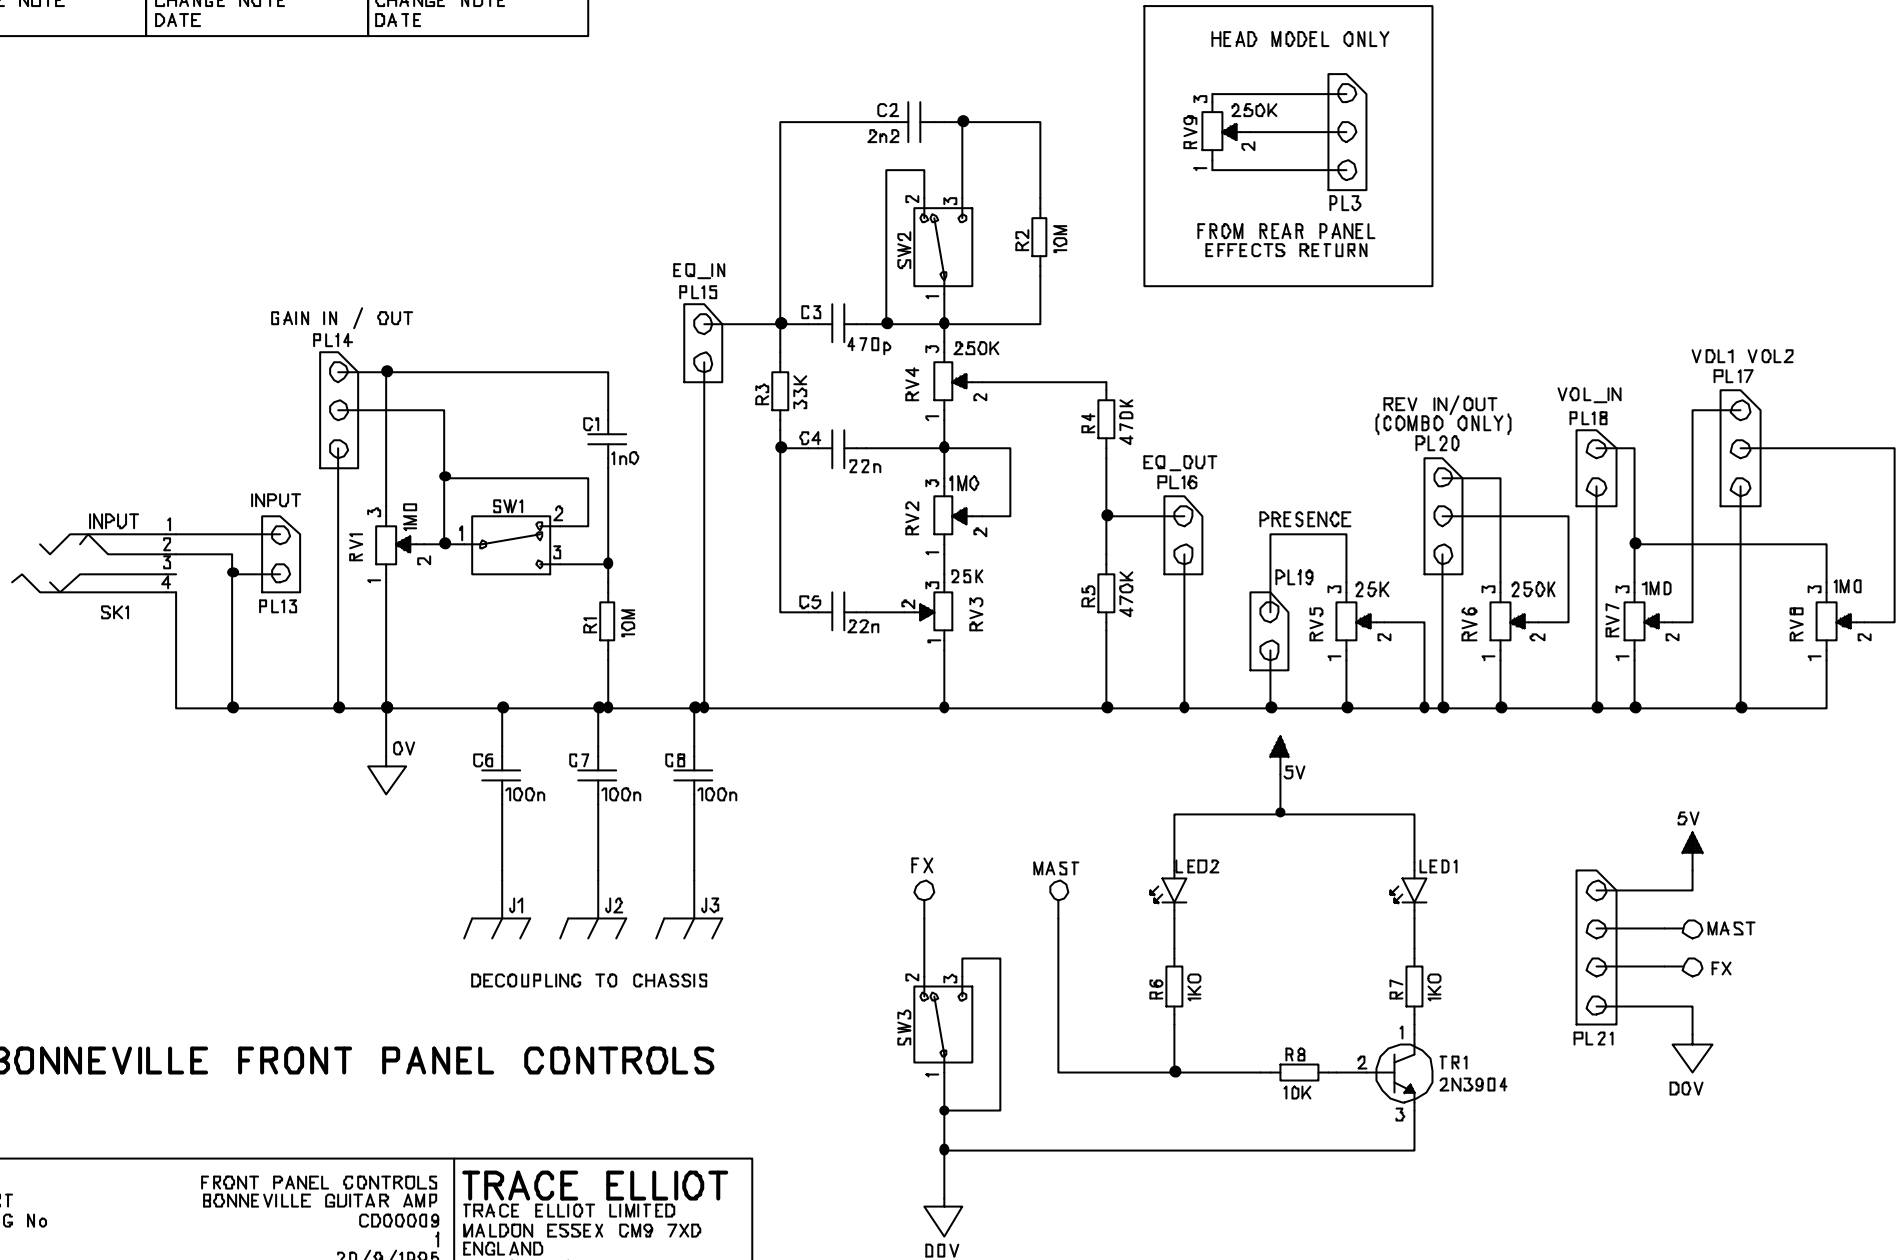 NOTE
CHANGE NOTE
CHANGE NOTE
DATE
DATE
HEAD MODEL ONLY
3
250K
RV9
2
1
PL3
FROM REAR PANEL
EFFECTS RETURN
C2
2n2
2
3
SW2
1
R2
10M
EQ_IN
PL15
C3
470p
3
250K
RV4
2
1
R3
33K
GAIN IN / OUT
PL14
C1
1n0
C4
22n
3
1M0
RV2
2
1
R4
470K
EQ_OUT
PL16
R5
470K
C5
22n
2
3
25K
RV3
1
INPUT
INPUT
1
2
3
4
SK1
PL13
3
1M0
RV1
2
1
SW1
1
2
3
R1
10M
PRESENCE
PL19
3
25K
RV5
2
1
REV IN/OUT
(COMBO ONLY)
PL20
3
250K
RV6
2
1
VOL_IN
PL18
3
1M0
RV7
2
1
VOL1 VOL2
PL17
3
1M0
RV8
2
1
0V
C6
100n
C7
100n
C8
100n
J1
J2
J3
DECOUPLING TO CHASSIS
5V
FX
MAST
LED2
LED1
R6
1K0
R7
1K0
2
3
SW3
1
R8
10K
1
2
3
TR1
2N3904
5V
MAST
FX
PL21
D0V
D0V
BONNEVILLE FRONT PANEL CONTROLS
FRONT PANEL CONTROLS
BONNEVILLE GUITAR AMP
G No
CD00009
1
20/9/1995
TRACE ELLIOT
TRACE ELLIOT LIMITED
MALDON ESSEX CM9 7XD
ENGLAND